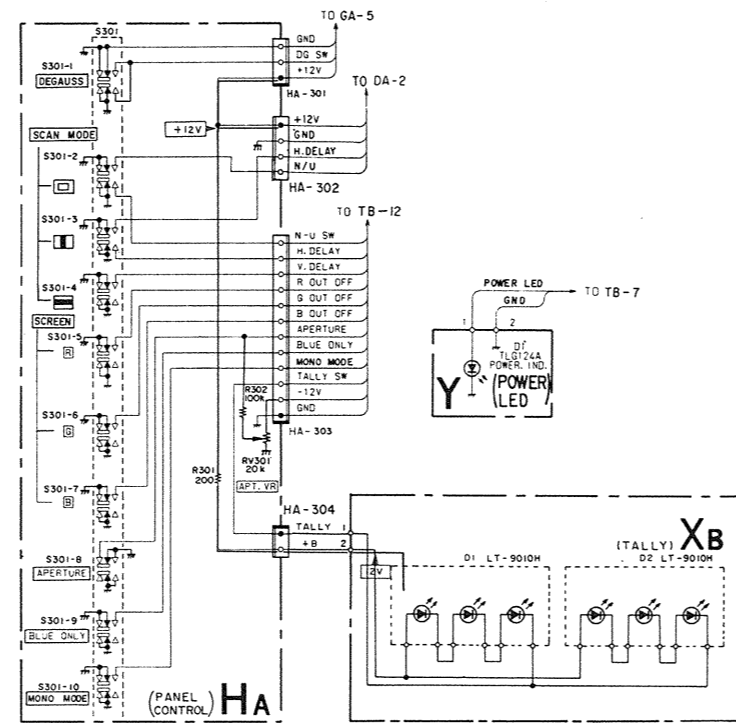 TO GA-5
S301
GND
DG SW
+12V
HA-301
S301-1
DEGAUSS
TO DA-2
+12V
+12V
GND
H.DELAY
N/U
HA-302
SCAN MODE
S301-2
S301-3
S301-4
TO TB-12
N-U SW
H.DELAY
V.DELAY
R OUT OFF
G OUT OFF
B OUT OFF
APERTURE
BLUE ONLY
MONO MODE
TALLY SW
-12V
GND
HA-303
SCREEN
S301-5
R
S301-6
G
S301-7
B
R302
100k
RV301
20k
APT. VR
R301
200
S301-8
APERTURE
S301-9
BLUE ONLY
S301-10
MONO MODE
(PANEL CONTROL) HA
HA-304
TALLY 1
+B 2
POWER LED
GND
TO TB-7
1 2
D1
TLG124A
POWER. IND.
Y (POWER LED)
(TALLY) XB
D1 LT-9010H
D2 LT-9010H